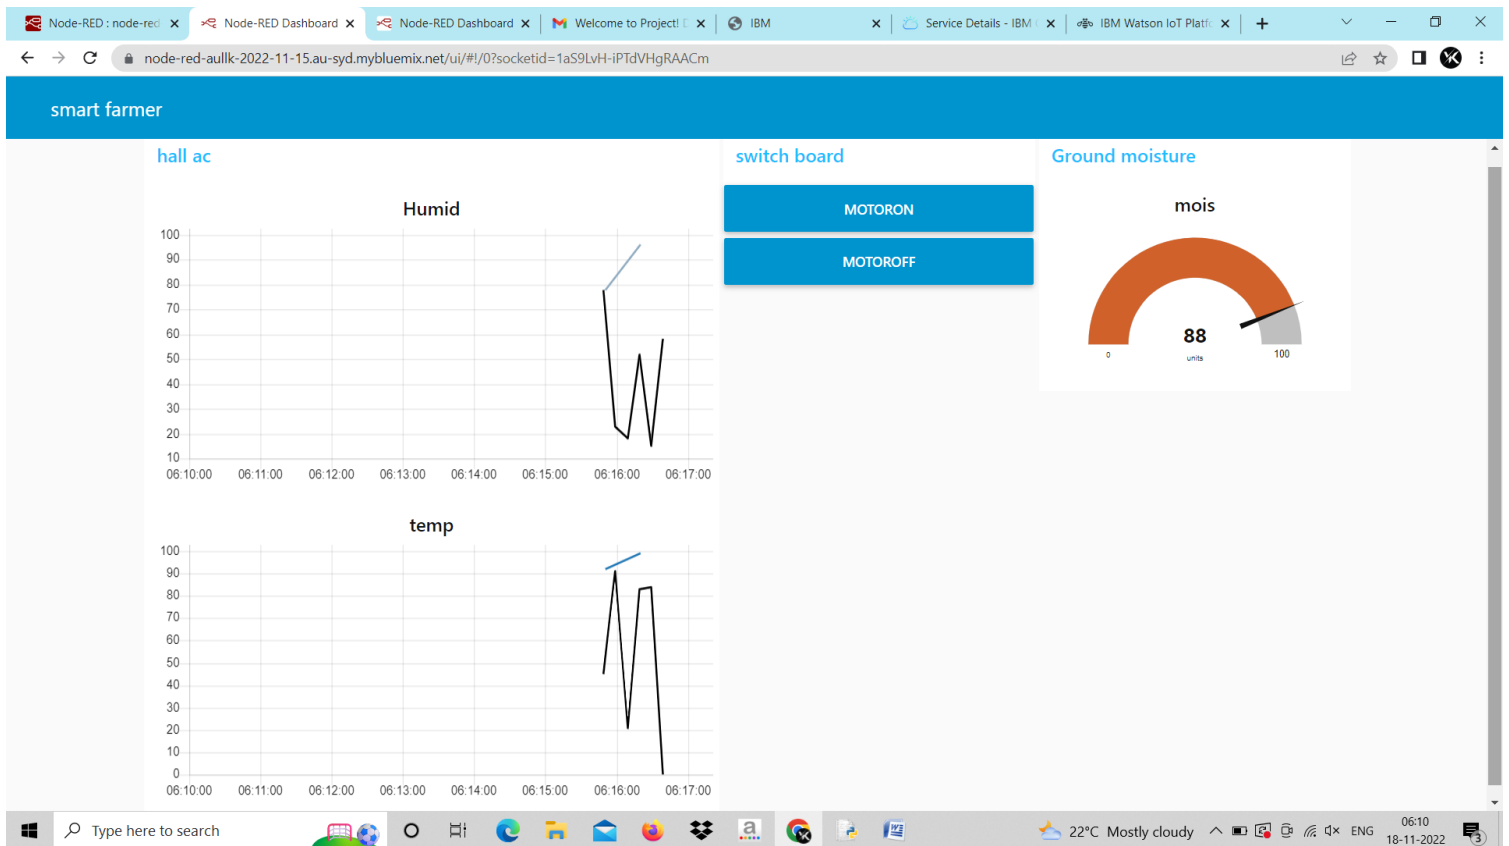 Node-RED : node-red
Node-RED Dashboard
Node-RED Dashboard
Welcome to Project!
IBM
Service Details - IBM
IBM Watson IoT Platfo
node-red-aullk-2022-11-15.au-syd.mybluemix.net/ui/#!/0?socketid=1aS9LvH-iPTdVHgRAACm
smart farmer
hall ac
Humid
100
90
80
70
60
50
40
30
20
10
06:10:00 06:11:00 06:12:00 06:13:00 06:14:00 06:15:00 06:16:00 06:17:00
temp
100
90
80
70
60
50
40
30
20
10
0
06:10:00 06:11:00 06:12:00 06:13:00 06:14:00 06:15:00 06:16:00 06:17:00
switch board
MOTORON
MOTOROFF
Ground moisture
mois
88
units
0 100
Type here to search
22°C Mostly cloudy
ENG
06:10
18-11-2022
3